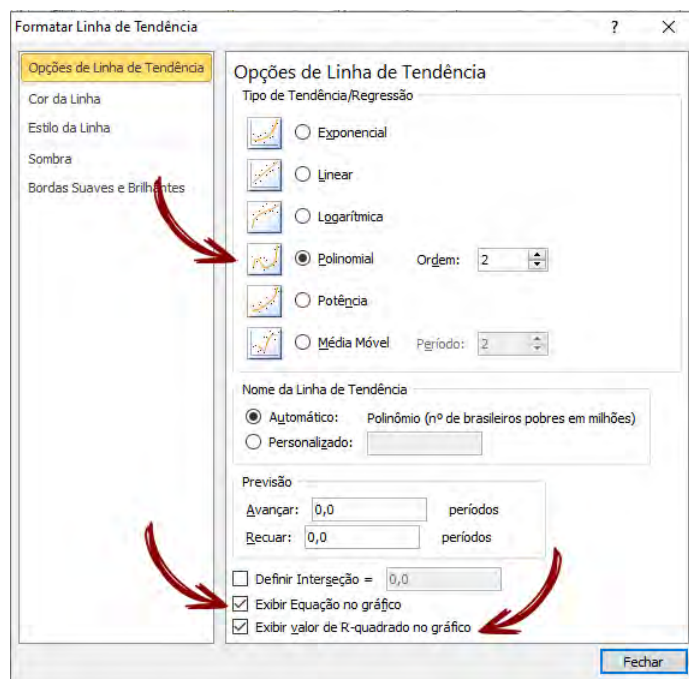 Formatar Linha de Tendência ? X
Opções de Linha de Tendência
Cor da Linha
Estilo da Linha
Sombra
Bordas Suaves e Brilhantes
Opções de Linha de Tendência
Tipo de Tendência/Regressão
Exponencial
Linear
Logarítmica
Polinomial Ordem: 2
Potência
Média Móvel Período: 2
Nome da Linha de Tendência
Automático: Polinômio (nº de brasileiros pobres em milhões)
Personalizado:
Previsão
Avançar: 0,0 períodos
Recuar: 0,0 períodos
Definir Interseção = 0,0
Exibir Equação no gráfico
Exibir valor de R-quadrado no gráfico
Fechar